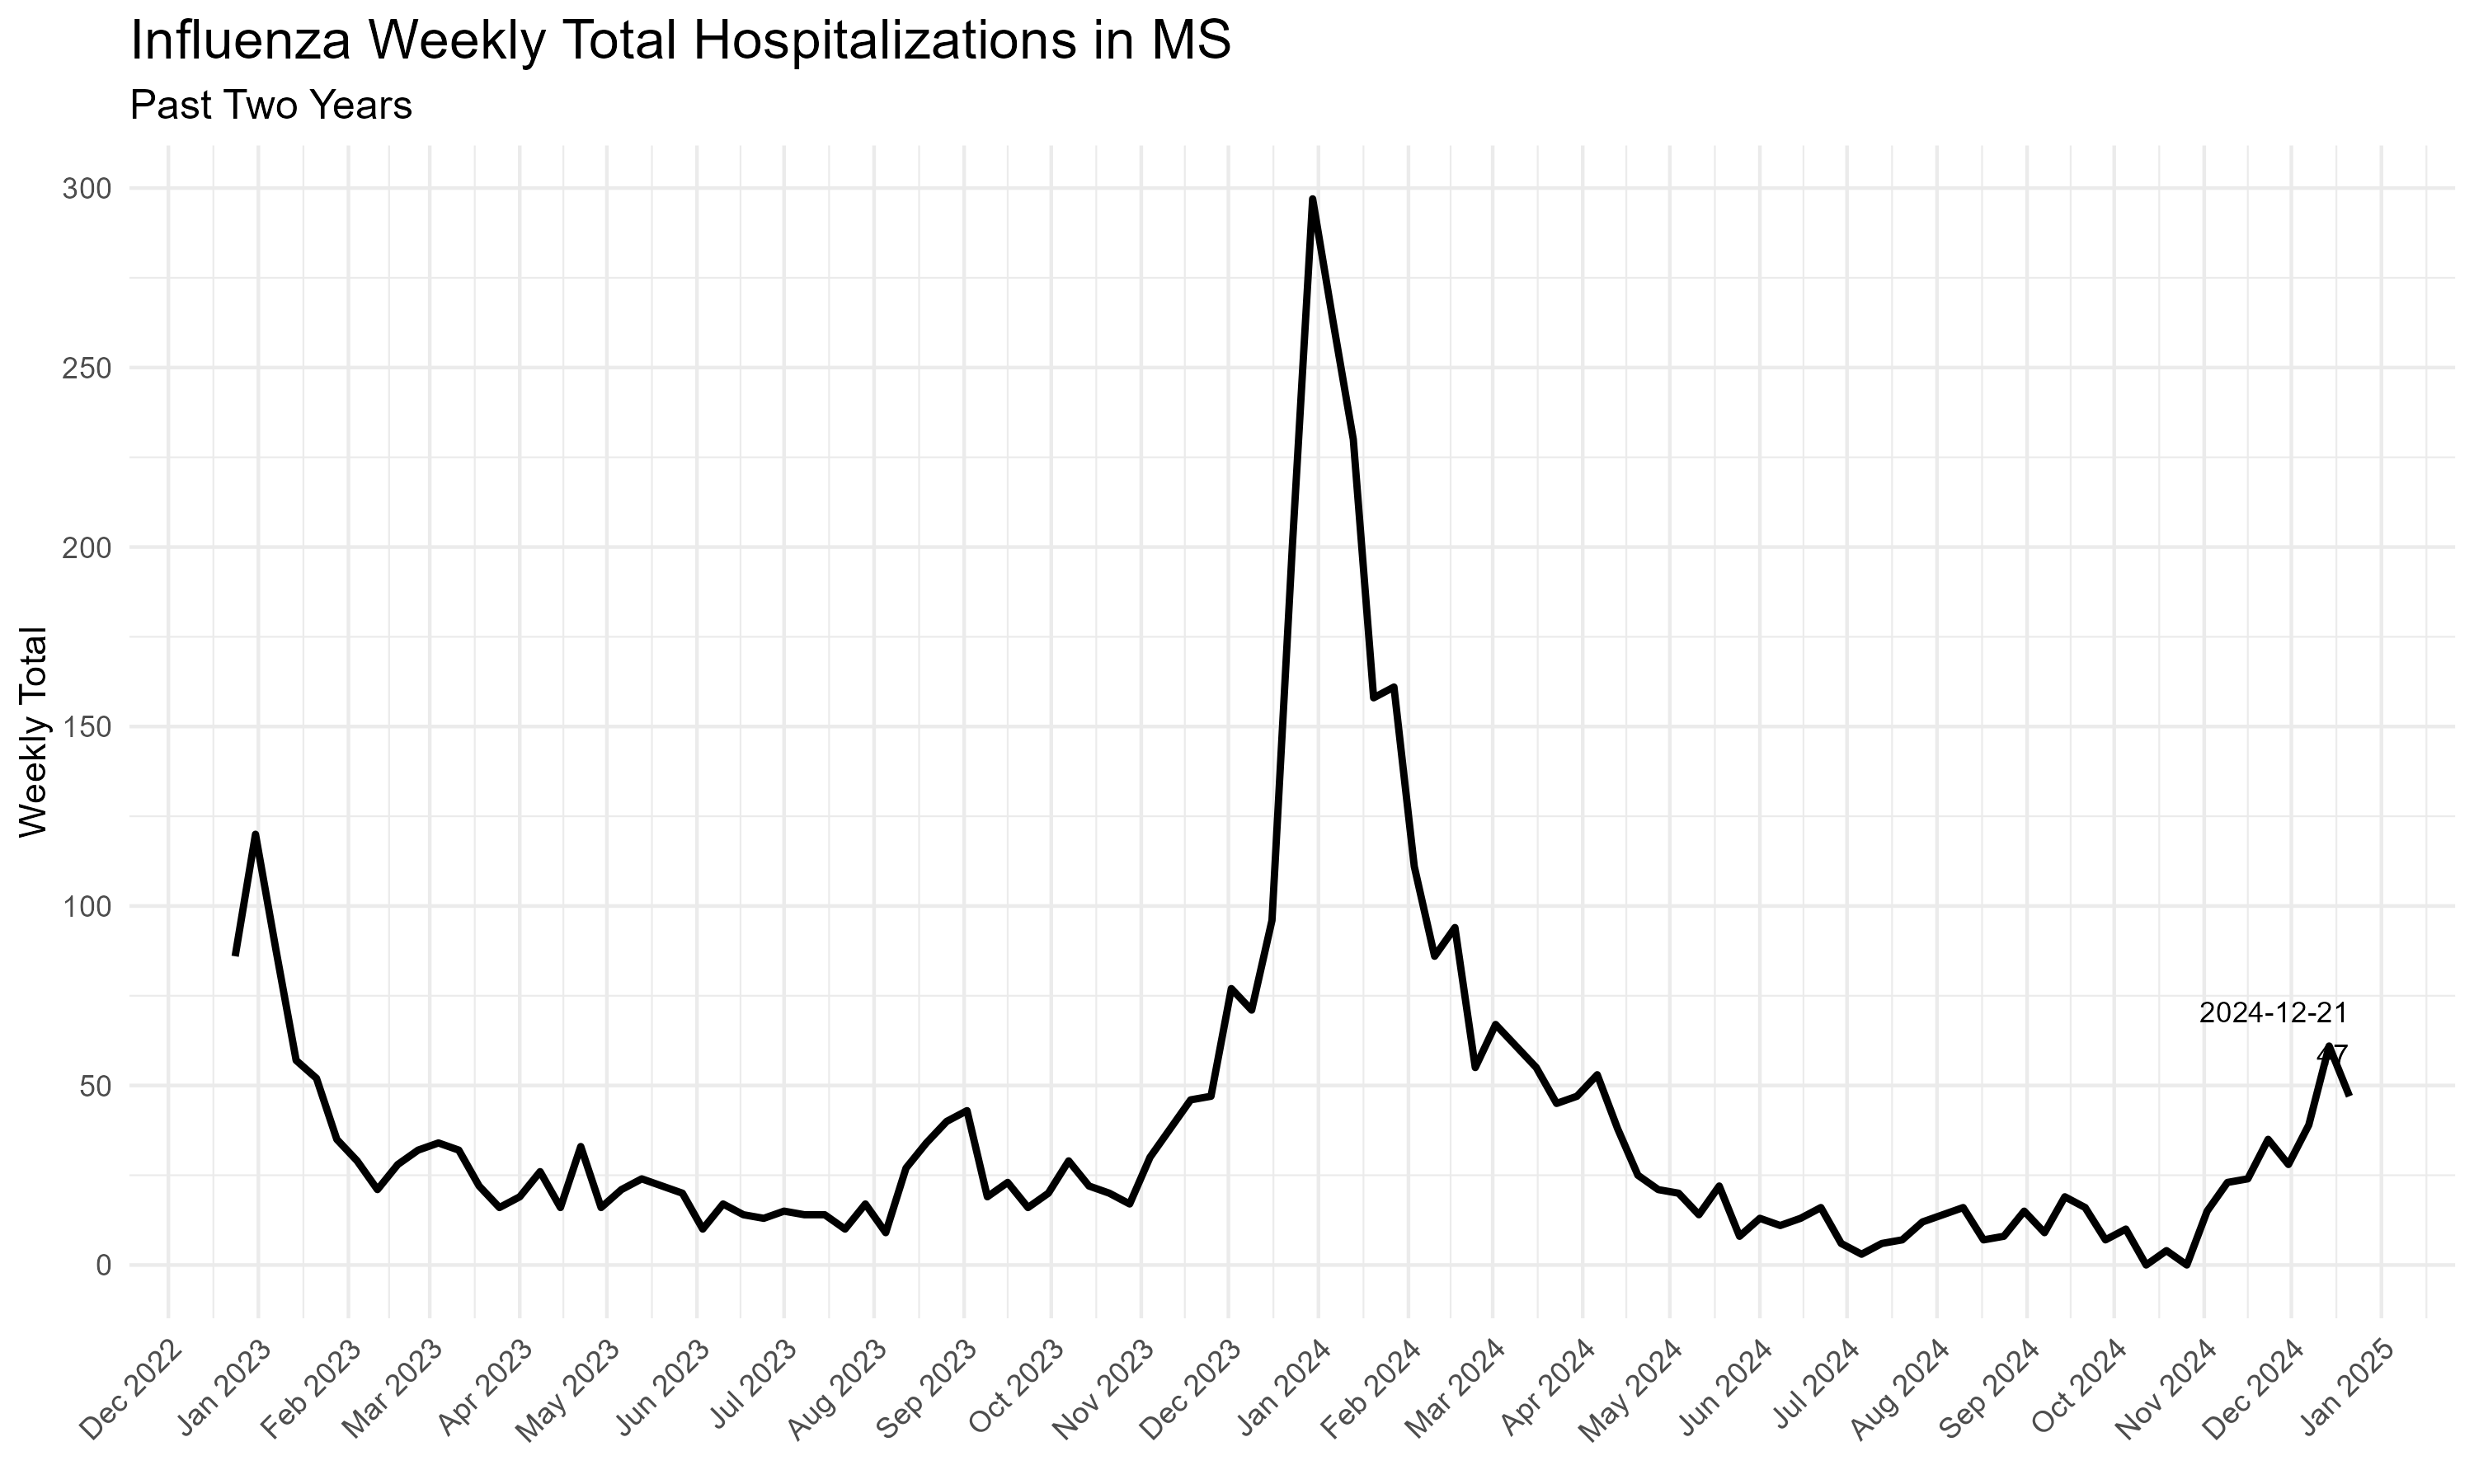 Influenza Weekly Total Hospitalizations in MS
Past Two Years
Weekly Total
300
250
200
150
100
50
0
2024-12-21
47
Dec 2022
Jan 2023
Feb 2023
Mar 2023
Apr 2023
May 2023
Jun 2023
Jul 2023
Aug 2023
Sep 2023
Oct 2023
Nov 2023
Dec 2023
Jan 2024
Feb 2024
Mar 2024
Apr 2024
May 2024
Jun 2024
Jul 2024
Aug 2024
Sep 2024
Oct 2024
Nov 2024
Dec 2024
Jan 2025